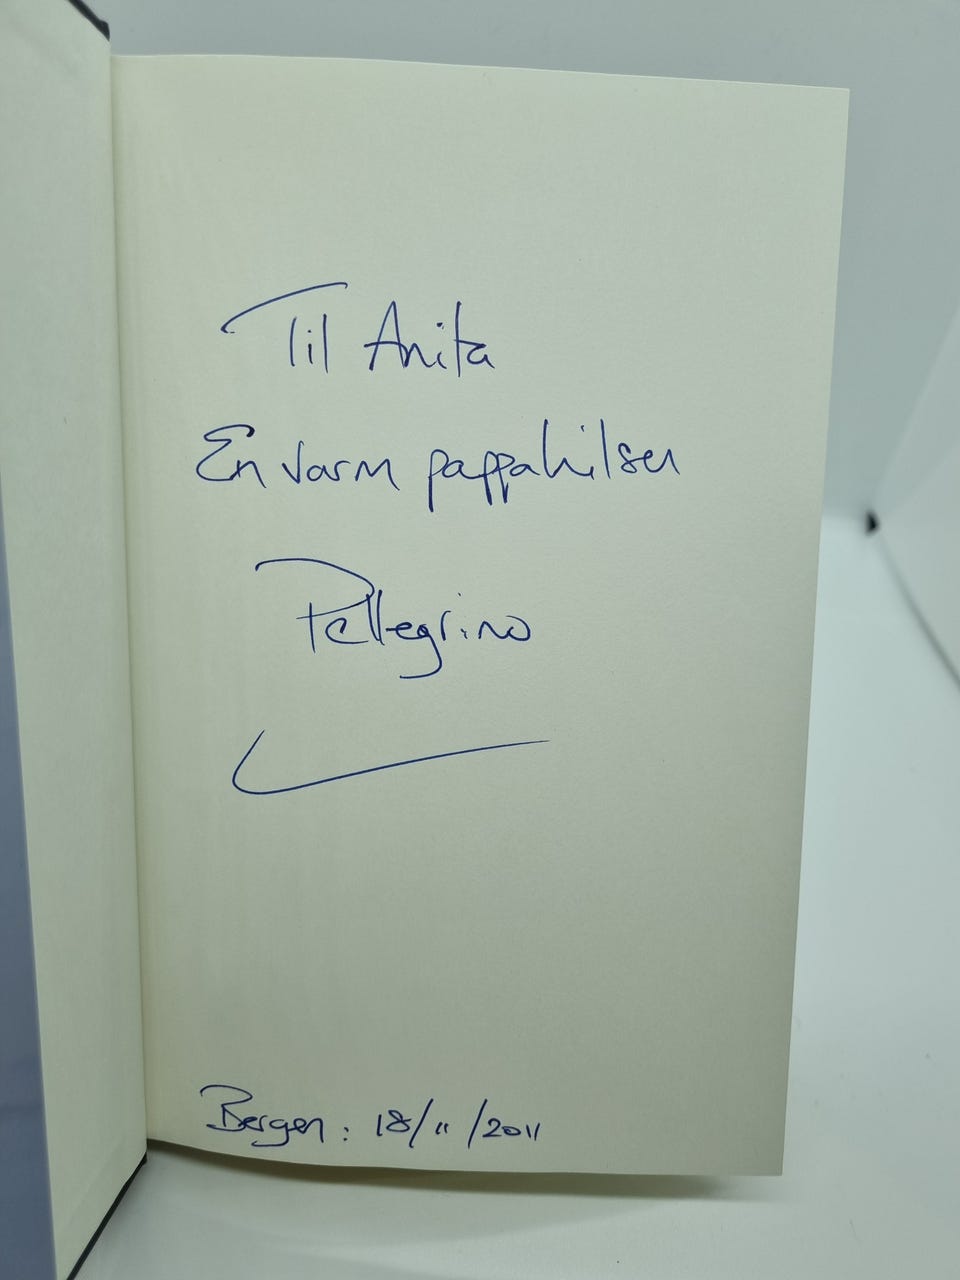 Til Anita
En varm pappahilsen
Pellegrino
Bergen: 18/11/2011